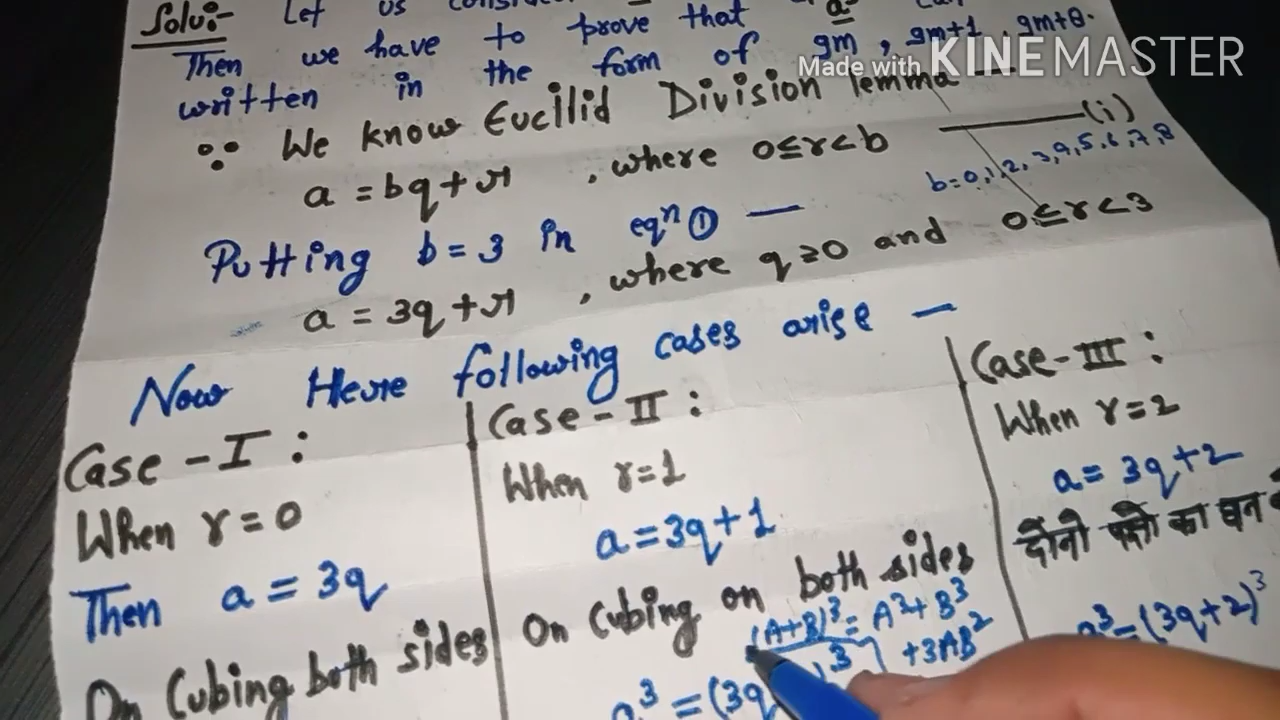 Solu:- Let us
Then we have to prove that "a"
written in the form of 9m, 9m+1, 9m+8.
Made with KINEMASTER
∵ We know Eucilid Division lemma —
a = bq + r , where 0≤r<b ———(i)
Putting b = 3 in eqⁿ ① — b=0,1,2,3,4,5,6,7,8
a = 3q + r , where q≥0 and 0≤r<3
Now Here following cases arise —
Case - I :
When r = 0
Then a = 3q
On Cubing both sides
Case - II :
When r=1
a = 3q + 1
On Cubing on both sides
(A+B)³ = A³+B³
+3AB²
a³ = (3q
Case - III :
When r=2
a = 3q+2
दोनो पक्षो का घन
a³ = (3q+2)³